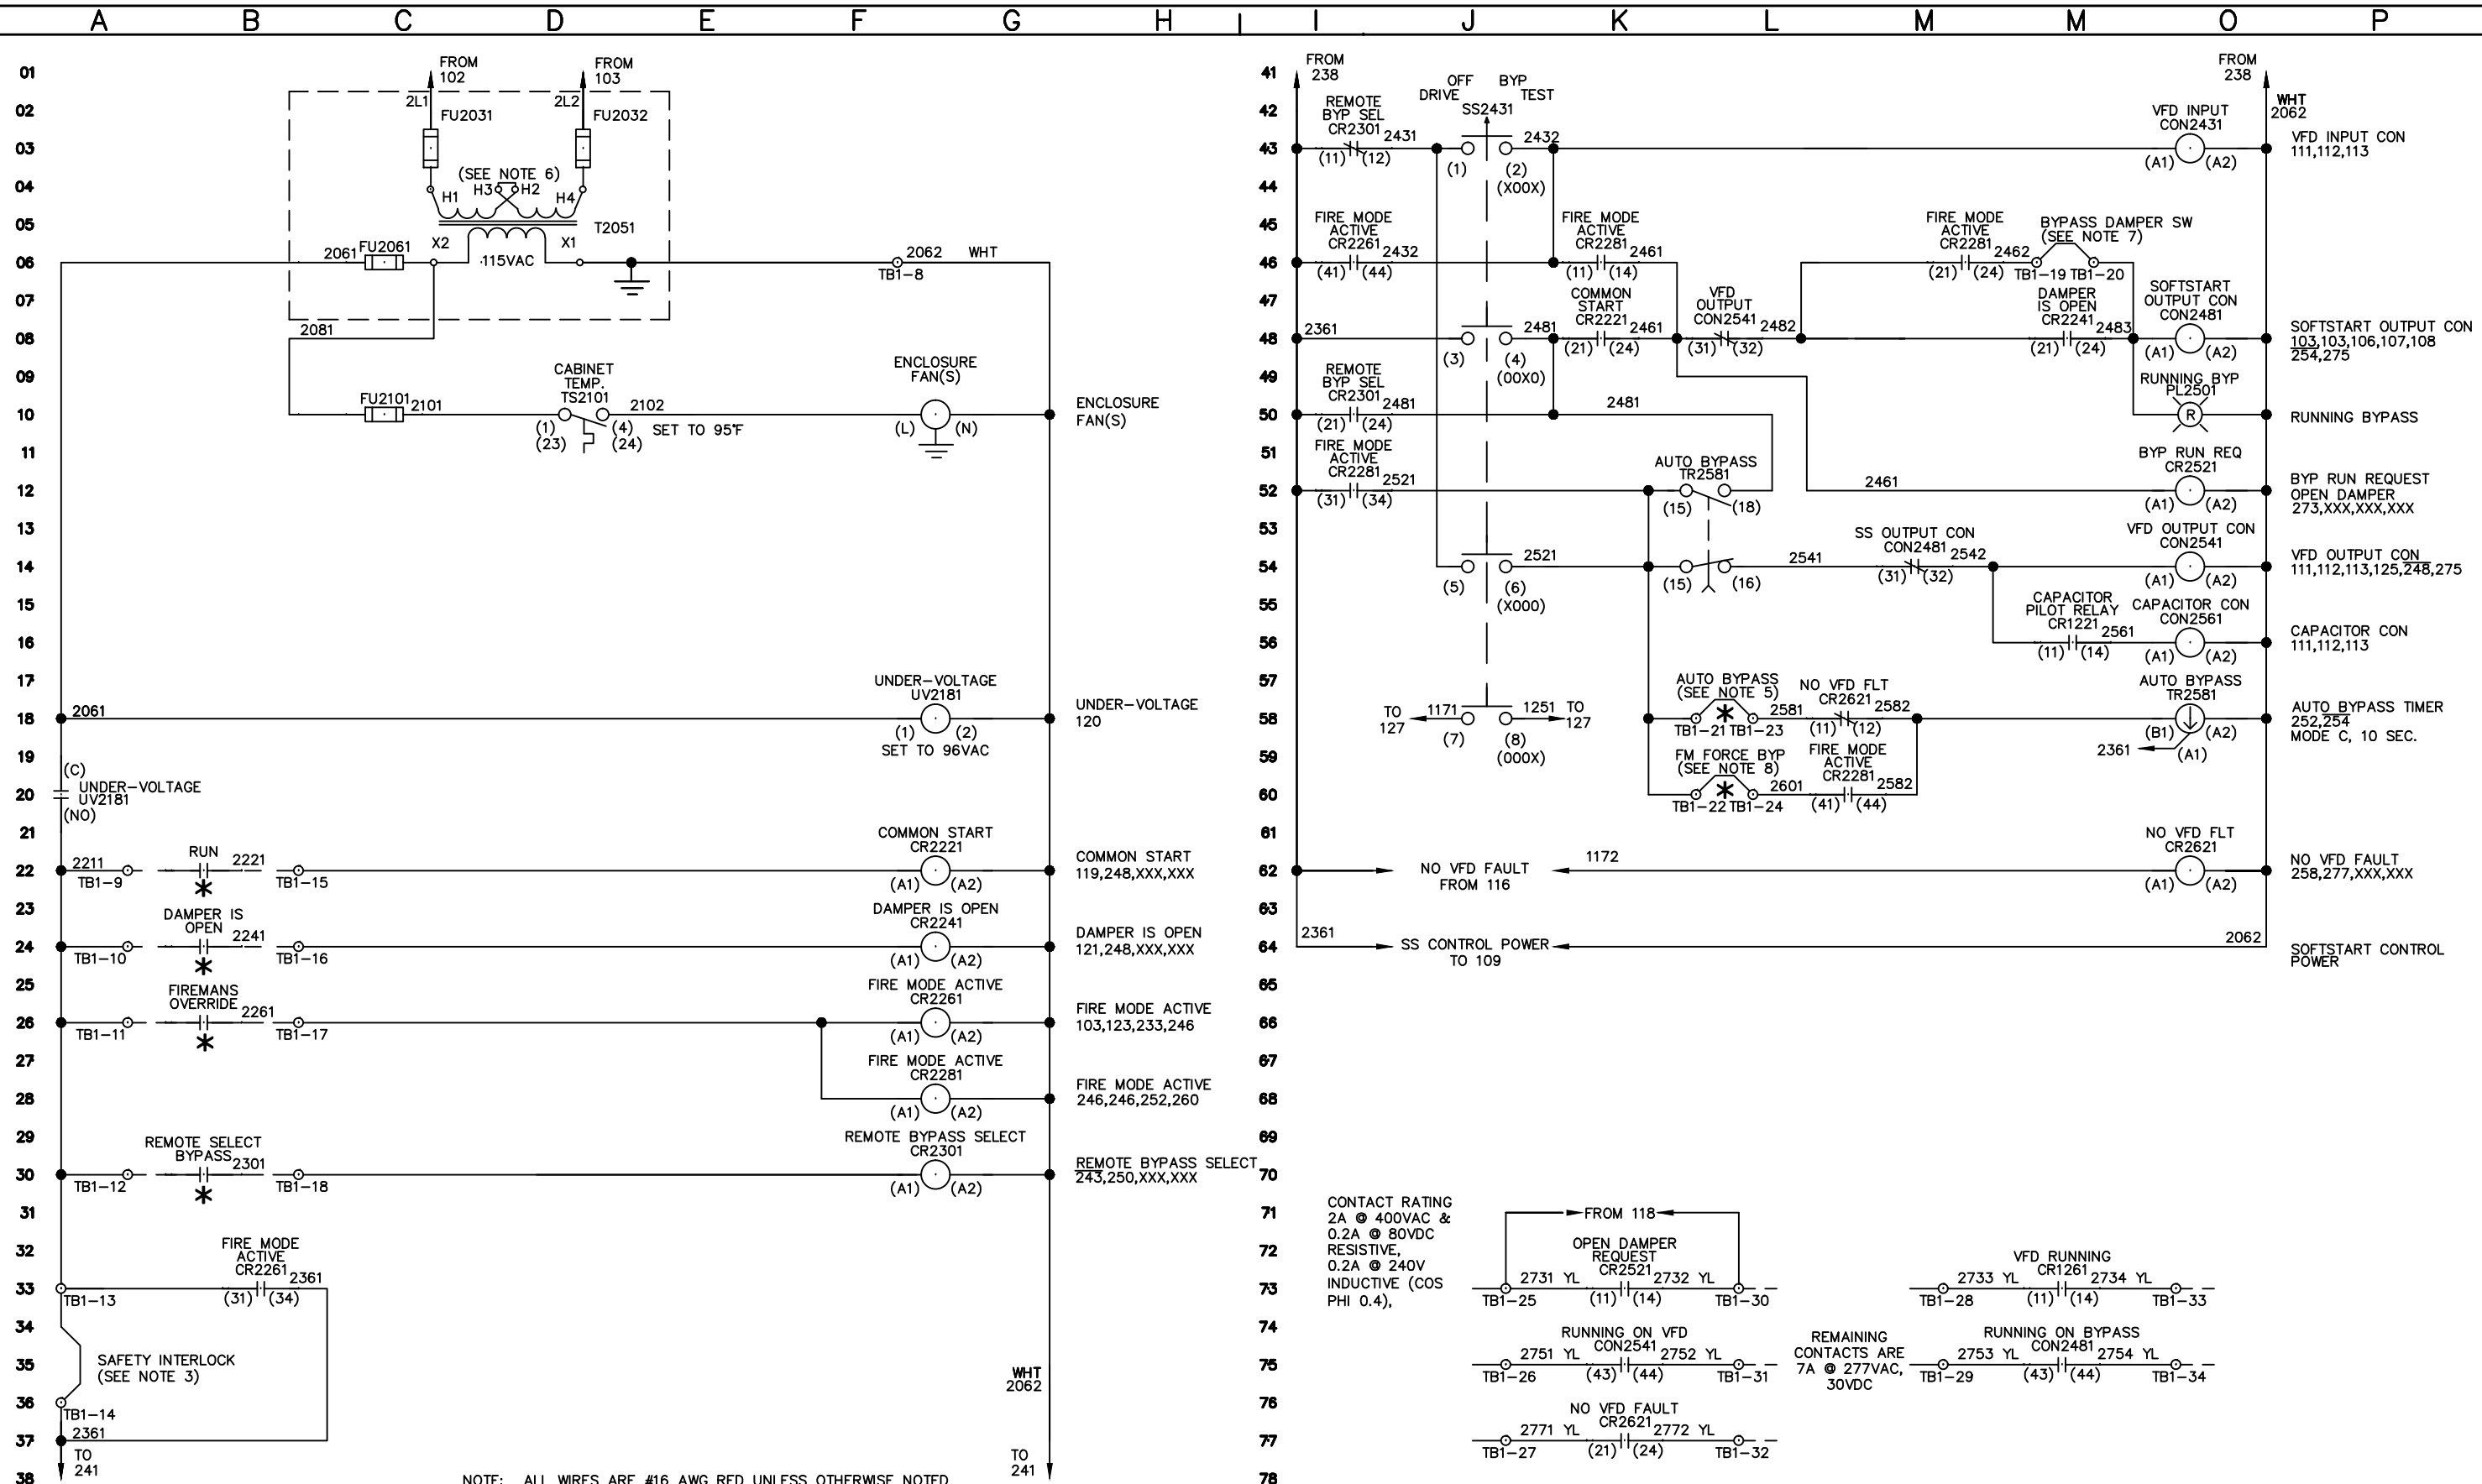 A B C D E F G H I J K L M M O P
01
FROM
102
FROM
103
02
2L1
2L2
FU2031
FU2032
03
(SEE NOTE 6)
04
H1 H3 H2 H4
05
T2051
X2 X1
06
2061 FU2061
115VAC
2062 WHT
TB1-8
07
08
2081
09
CABINET
TEMP.
TS2101
ENCLOSURE
FAN(S)
10
FU2101 2101
2102
(1) (4)
(23) (24)
SET TO 95°F
(L) (N)
ENCLOSURE
FAN(S)
11
12
13
14
15
16
17
UNDER-VOLTAGE
UV2181
18
2061
(1) (2)
SET TO 96VAC
UNDER-VOLTAGE
120
19
(C)
UNDER-VOLTAGE
20
UV2181
(NO)
21
RUN
COMMON START
CR2221
22
2211 2221
TB1-9 TB1-15
(A1) (A2)
COMMON START
119,248,XXX,XXX
23
DAMPER IS
OPEN
DAMPER IS OPEN
CR2241
24
2241
TB1-10 TB1-16
(A1) (A2)
DAMPER IS OPEN
121,248,XXX,XXX
25
FIREMANS
OVERRIDE
FIRE MODE ACTIVE
CR2261
26
2261
TB1-11 TB1-17
(A1) (A2)
FIRE MODE ACTIVE
103,123,233,246
27
FIRE MODE ACTIVE
CR2281
28
(A1) (A2)
FIRE MODE ACTIVE
246,246,252,260
29
REMOTE SELECT
BYPASS
REMOTE BYPASS SELECT
CR2301
30
2301
TB1-12 TB1-18
(A1) (A2)
REMOTE BYPASS SELECT
243,250,XXX,XXX
31
32
FIRE MODE
ACTIVE
CR2261
33
2361
TB1-13
(31) (34)
34
35
SAFETY INTERLOCK
(SEE NOTE 3)
WHT
2062
36
TB1-14
37
2361
TO
241
TO
241
38
NOTE: ALL WIRES ARE #16 AWG RED UNLESS OTHERWISE NOTED
41
FROM
238
OFF BYP
DRIVE TEST
SS2431
FROM
238
42
REMOTE
BYP SEL
CR2301
VFD INPUT
CON2431
WHT
2062
43
2431
(11) (12)
2432
(1) (2)
(X00X)
(A1) (A2)
VFD INPUT CON
111,112,113
44
45
FIRE MODE
ACTIVE
CR2261
FIRE MODE
ACTIVE
CR2281
FIRE MODE
ACTIVE
CR2281
BYPASS DAMPER SW
(SEE NOTE 7)
46
2432
(41) (44)
2461
(11) (14)
2462
(21) (24)
TB1-19 TB1-20
47
COMMON
START
CR2221
VFD
OUTPUT
CON2541
DAMPER
IS OPEN
CR2241
SOFTSTART
OUTPUT CON
CON2481
48
2361
2481
(3) (4)
(00X0)
2461
(21) (24)
2482
(31) (32)
2483
(21) (24)
(A1) (A2)
SOFTSTART OUTPUT CON
103,103,106,107,108
254,275
49
REMOTE
BYP SEL
CR2301
RUNNING BYP
PL2501
50
2481
(21) (24)
2481
R
RUNNING BYPASS
51
FIRE MODE
ACTIVE
CR2281
AUTO BYPASS
TR2581
BYP RUN REQ
CR2521
52
2521
(31) (34)
(15) (18)
2461
(A1) (A2)
BYP RUN REQUEST
OPEN DAMPER
273,XXX,XXX,XXX
53
SS OUTPUT CON
CON2481
VFD OUTPUT CON
CON2541
54
2521
(5) (6)
(X000)
(15) (16)
2541
2542
(31) (32)
(A1) (A2)
VFD OUTPUT CON
111,112,113,125,248,275
55
CAPACITOR
PILOT RELAY
CR1221
CAPACITOR CON
CON2561
56
2561
(11) (14)
(A1) (A2)
CAPACITOR CON
111,112,113
57
AUTO BYPASS
(SEE NOTE 5)
NO VFD FLT
CR2621
AUTO BYPASS
TR2581
58
TO
127
1171 1251
TO
127
(7) (8)
(000X)
2581
TB1-21 TB1-23
2582
(11) (12)
(B1) (A2)
2361 (A1)
AUTO BYPASS TIMER
252,254
MODE C, 10 SEC.
59
FM FORCE BYP
(SEE NOTE 8)
FIRE MODE
ACTIVE
CR2281
60
2601
TB1-22 TB1-24
2582
(41) (44)
61
NO VFD FLT
CR2621
62
NO VFD FAULT
FROM 116
1172
(A1) (A2)
NO VFD FAULT
258,277,XXX,XXX
63
64
2361
SS CONTROL POWER
TO 109
2062
SOFTSTART CONTROL
POWER
65
66
67
68
69
70
71
CONTACT RATING
2A @ 400VAC &
0.2A @ 80VDC
RESISTIVE,
0.2A @ 240V
INDUCTIVE (COS
PHI 0.4),
FROM 118
72
OPEN DAMPER
REQUEST
CR2521
VFD RUNNING
CR1261
73
2731 YL 2732 YL
TB1-25 (11) (14) TB1-30
2733 YL 2734 YL
TB1-28 (11) (14) TB1-33
74
RUNNING ON VFD
CON2541
REMAINING
CONTACTS ARE
7A @ 277VAC,
30VDC
RUNNING ON BYPASS
CON2481
75
2751 YL 2752 YL
TB1-26 (43) (44) TB1-31
2753 YL 2754 YL
TB1-29 (43) (44) TB1-34
76
NO VFD FAULT
CR2621
77
2771 YL 2772 YL
TB1-27 (21) (24) TB1-32
78